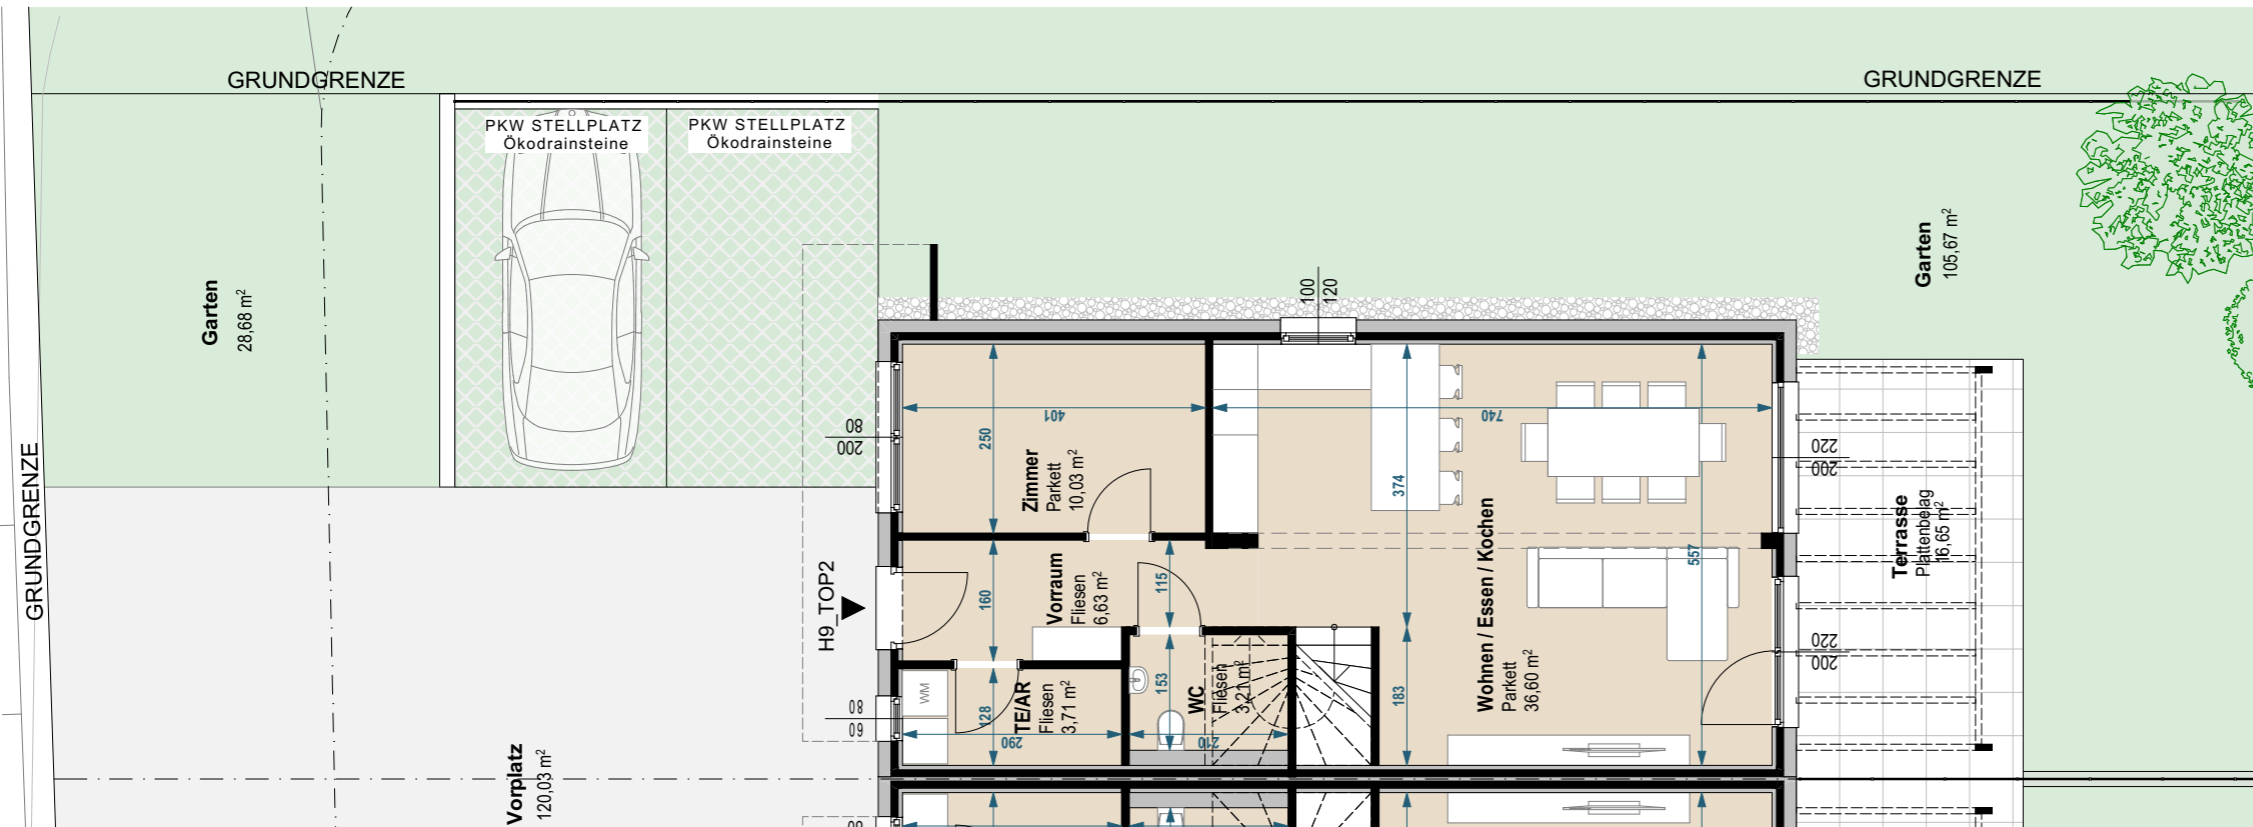 GRUNDGRENZE
GRUNDGRENZE
PKW STELLPLATZ
Ökodrainsteine
PKW STELLPLATZ
Ökodrainsteine
Garten
28,68 m²
Garten
105,67 m²
GRUNDGRENZE
100
120
80
200
401
250
Zimmer
Parkett
10,03 m²
740
374
557
220
200
Terrasse
Plattenbelag
16,65 m²
H9_TOP2
160
Vorraum
Fliesen
6,63 m²
115
Wohnen / Essen / Kochen
Parkett
36,60 m²
220
200
80
60
WM
128
290
TE/AR
Fliesen
3,71 m²
153
210
WC
Fliesen
3,21 m²
183
Vorplatz
120,03 m²
80